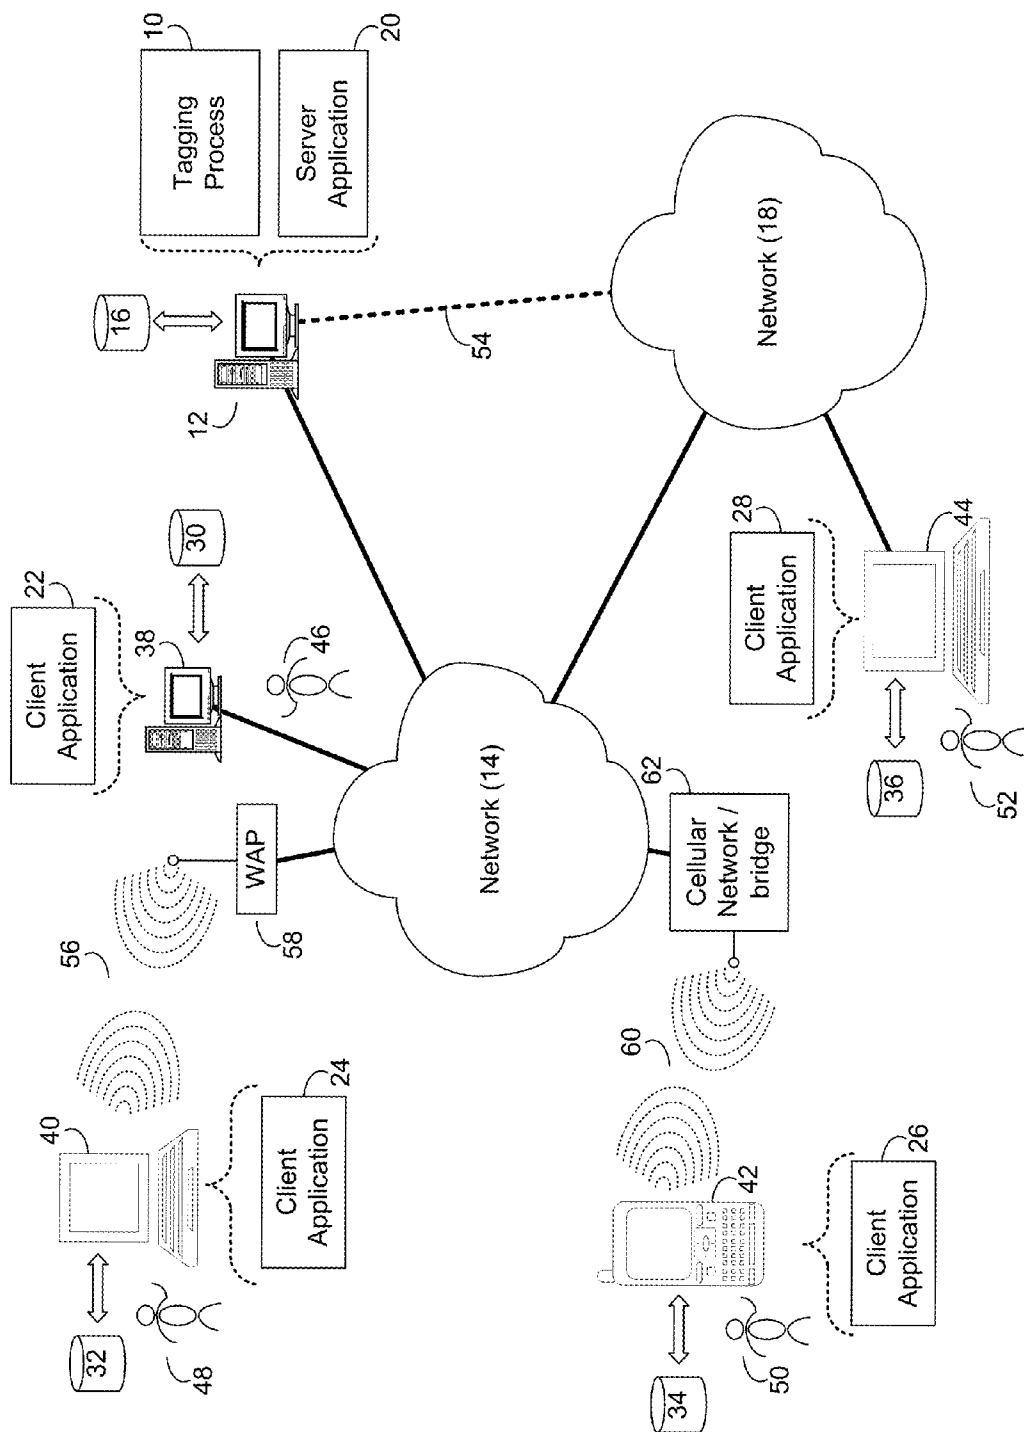 Client
Application
22
10
Tagging
Process
40
56
32
16
38
30
48
12
WAP
58
Client
Application
24
46
Server
Application
20
54
Network (14)
60
62
34
Cellular
Network /
bridge
42
50
28
Client
Application
Network (18)
36
Client
Application
26
44
52